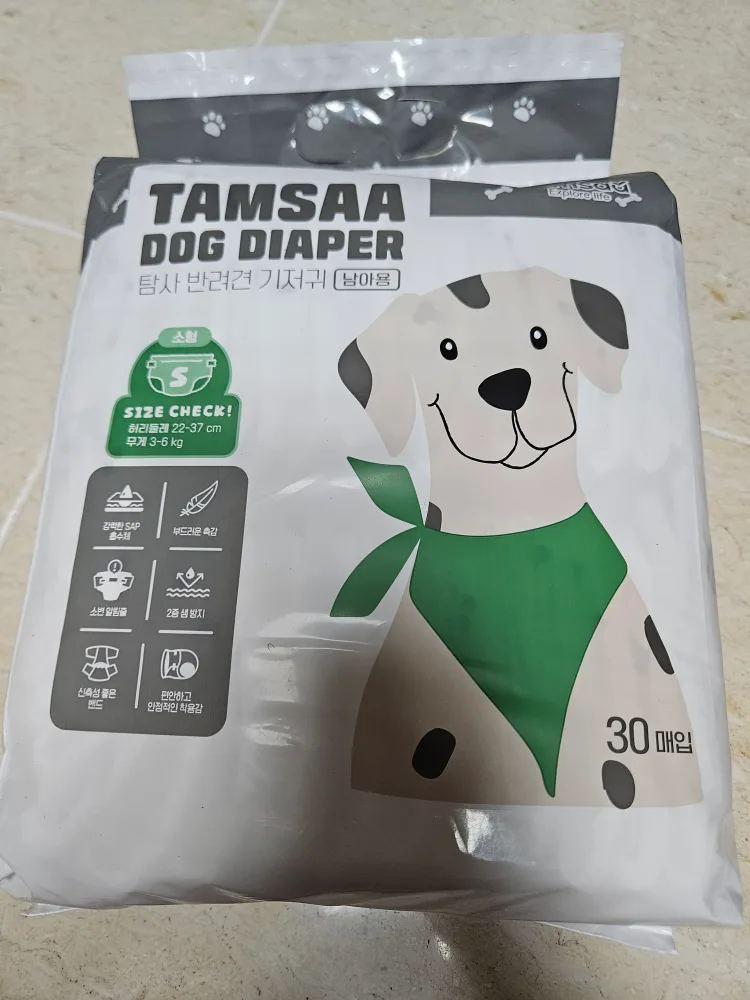 Explore life
TAMSAA
DOG DIAPER
탐사 반려견 기저귀 남아용
소형
S
SIZE CHECK!
허리둘레 22-37 cm
무게 3-6 kg
강력한 SAP
흡수체
부드러운 촉감
소변 알림줄
2중 샘 방지
신축성 좋은
밴드
편안하고
안정적인 착용감
30 매입